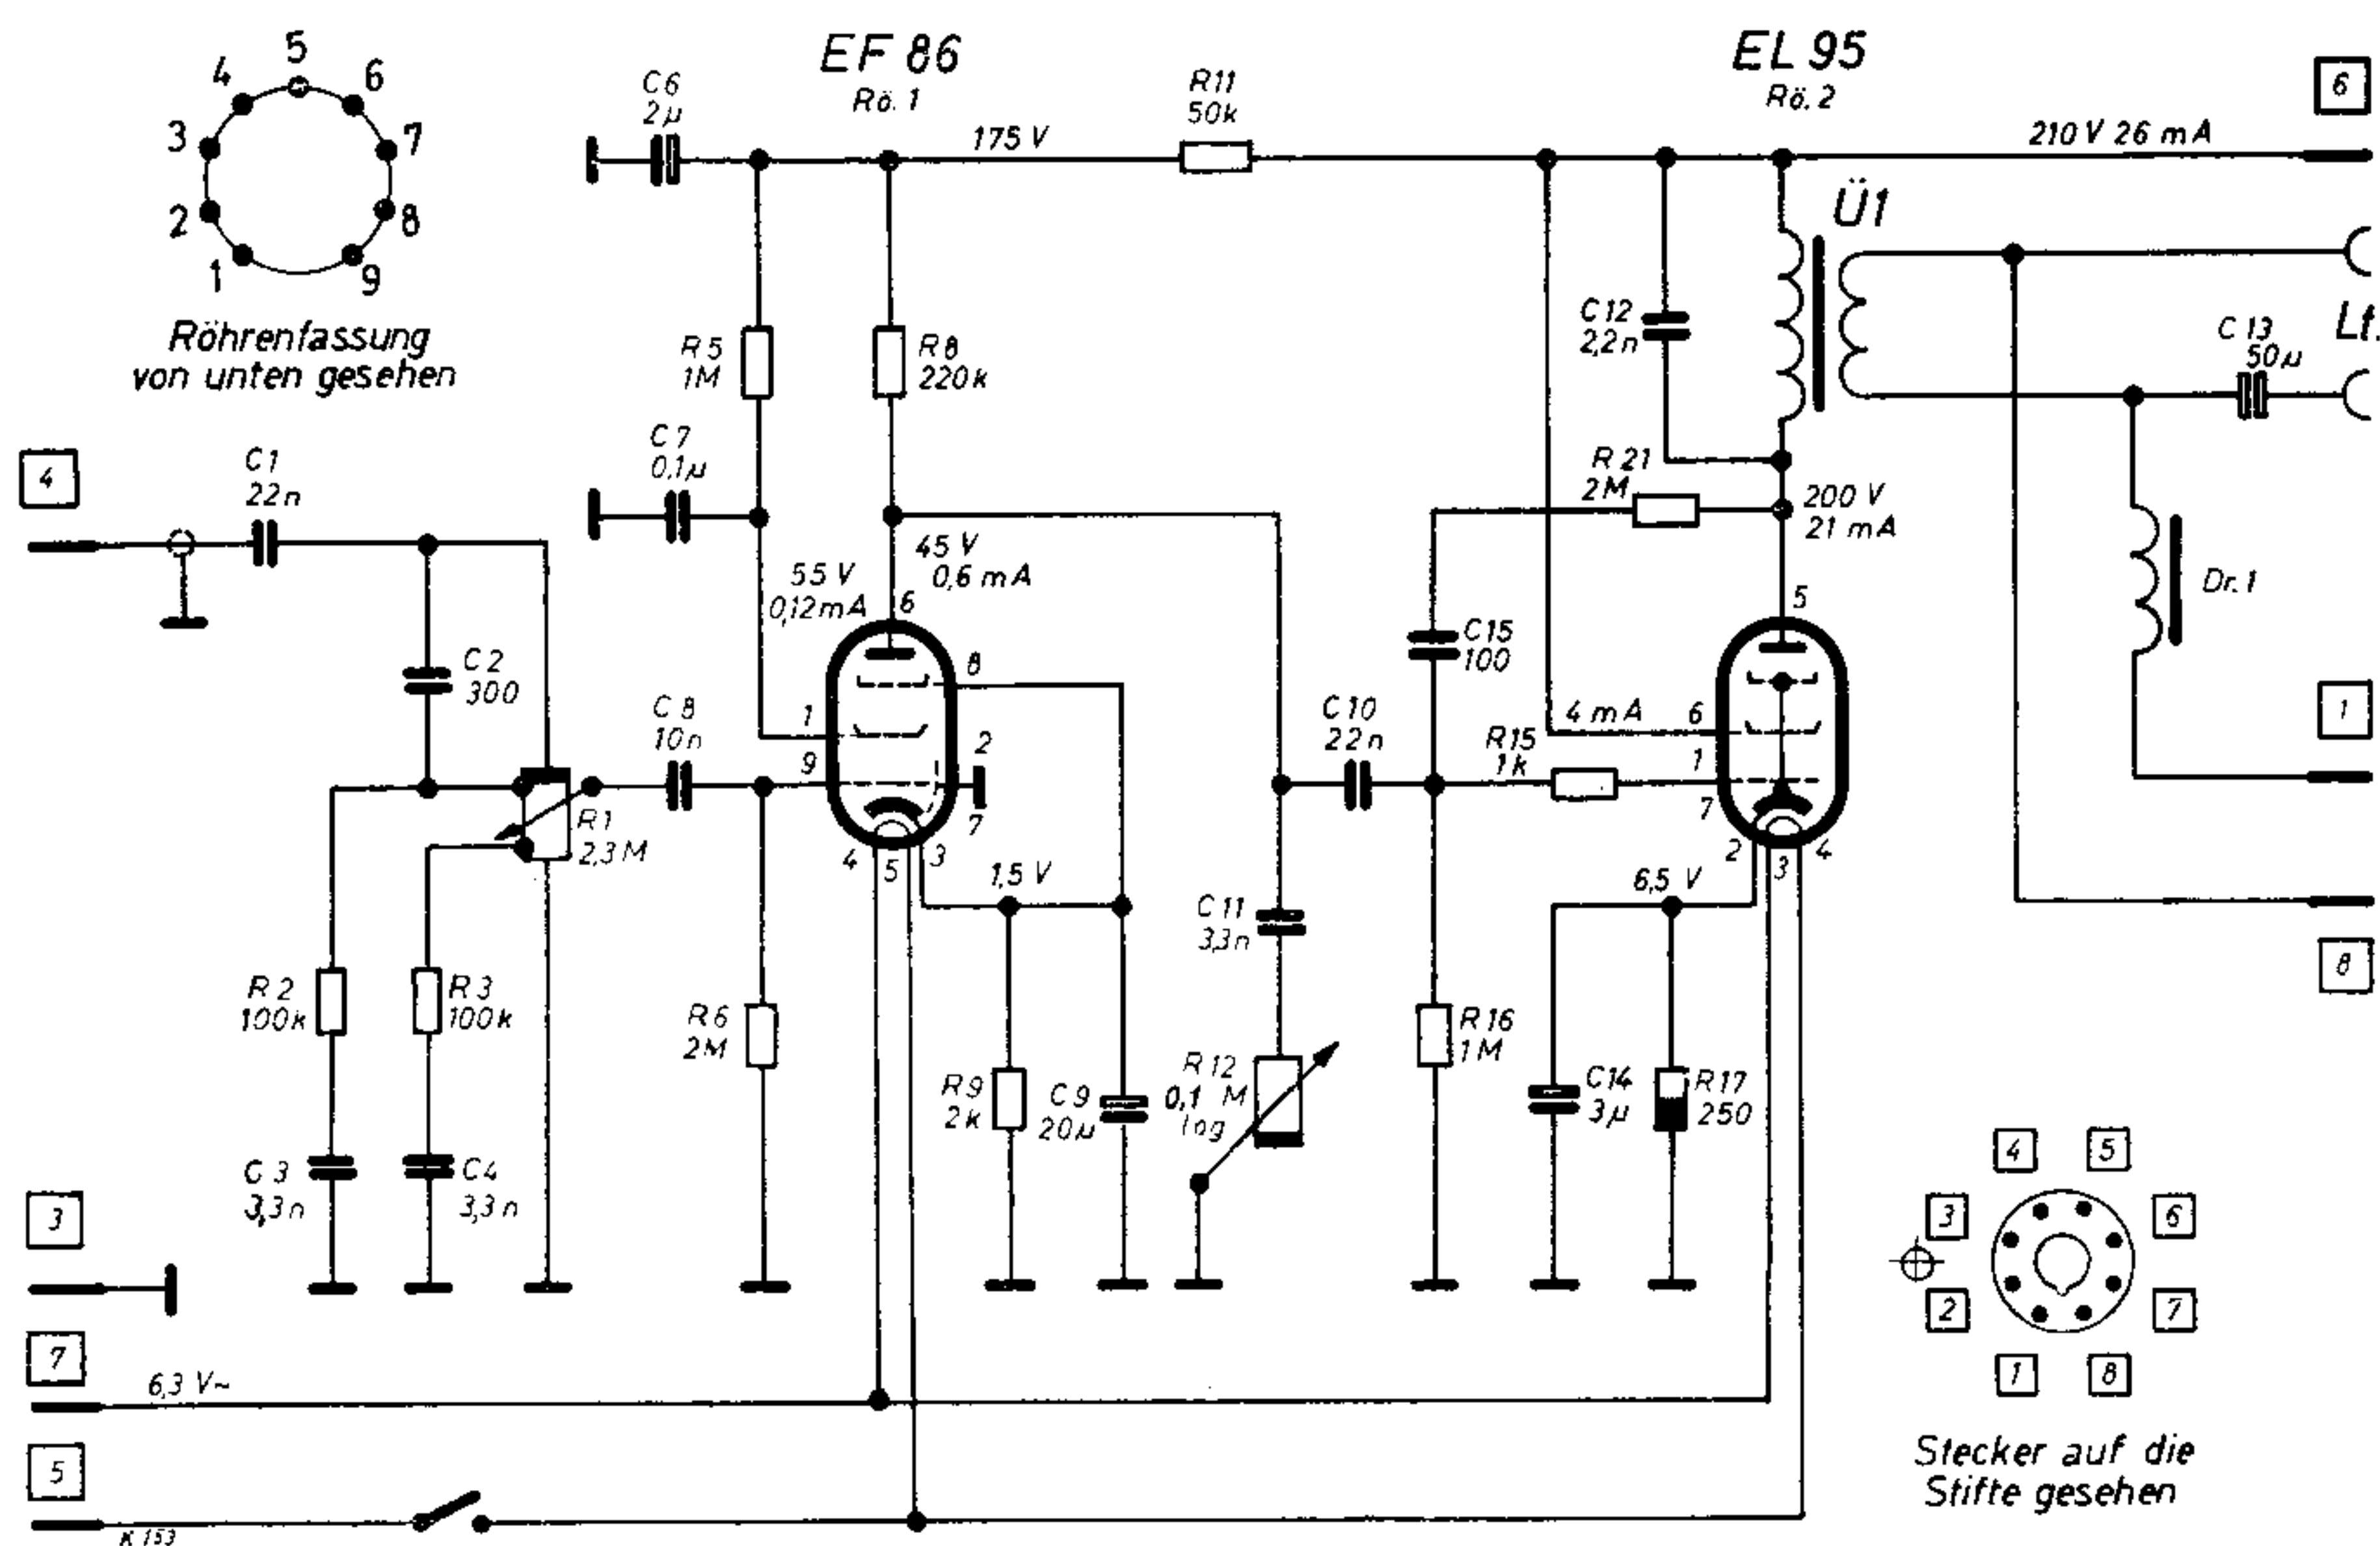 EF 86
Rö. 1
EL 95
Rö. 2
5
4
6
3
7
2
8
1
9
Röhrenfassung
von unten gesehen
C6
2µ
175 V
R11
50k
210 V 26 mA
6
Ü1
R5
1M
R8
220k
C12
2,2n
C13
50µ
C7
0,1µ
R21
2M
200 V
21 mA
4
C1
22n
45 V
0,6 mA
55 V
0,12mA
6
5
Dr. 1
C2
300
8
C15
100
C8
10n
1
9
2
7
C10
22n
4 mA
6
R15
1k
1
7
1
R1
2,3M
4
5
3
1,5 V
6,5 V
2
3
4
C11
3,3n
8
R2
100k
R3
100k
R6
2M
R9
2k
C9
20µ
R12
0,1 M
log
R16
1M
C14
3µ
R17
250
C3
3,3n
C4
3,3n
3
7
6,3 V~
5
K 153
4
5
3
6
2
7
1
8
Stecker auf die
Stifte gesehen